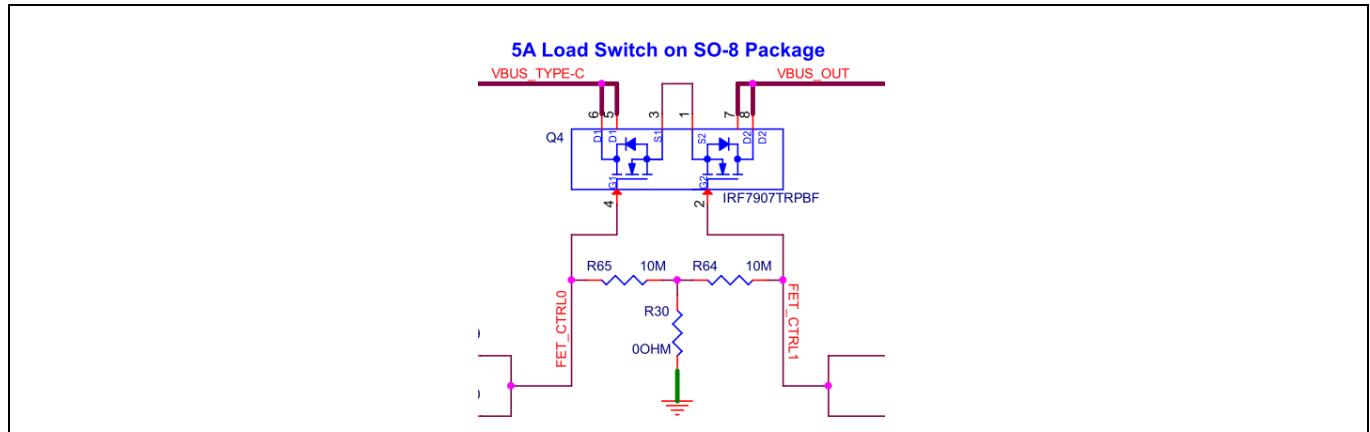 5A Load Switch on SO-8 Package
VBUS_TYPE-C
VBUS_OUT
6
5
3
1
7
8
Q4
D1
D1
S1
S2
D2
D2
G1
G2
IRF7907TRPBF
4
2
R65
10M
R64
10M
FET_CTRL0
R30
0OHM
FET_CTRL1